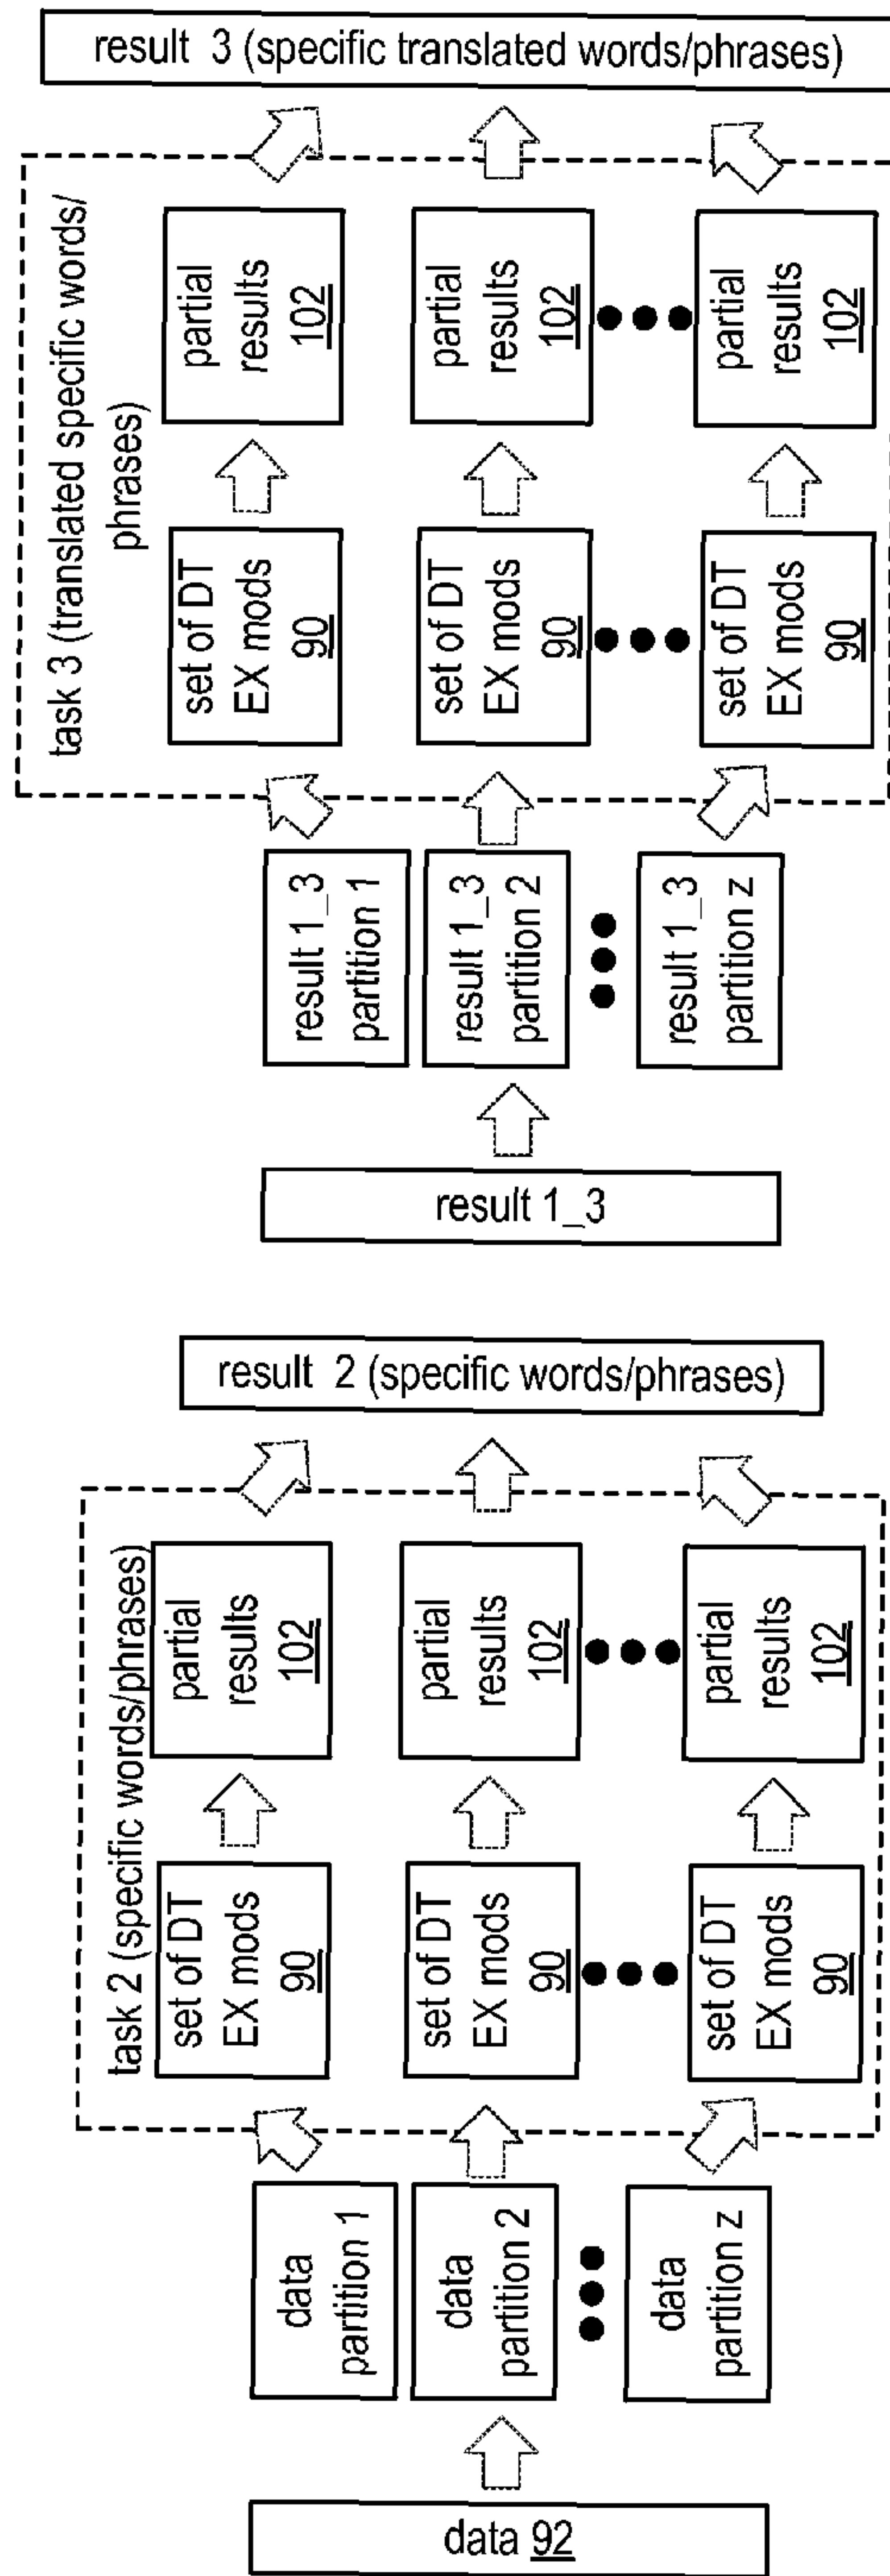 data 92
data
partition 1
data
partition 2
data
partition z
task 2 (specific words/phrases)
set of DT
EX mods
90
set of DT
EX mods
90
set of DT
EX mods
90
partial
results
102
partial
results
102
partial
results
102
result 2 (specific words/phrases)
result 1_3
result 1_3
partition 1
result 1_3
partition 2
result 1_3
partition z
task 3 (translated specific words/
phrases)
set of DT
EX mods
90
set of DT
EX mods
90
set of DT
EX mods
90
partial
results
102
partial
results
102
partial
results
102
result 3 (specific translated words/phrases)